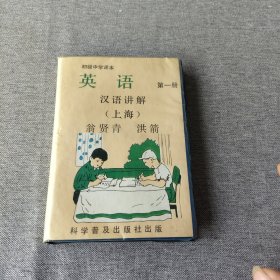 初级中学课本
英语 第一册
汉语讲解
（上海）
翁贤青 洪箭
科学普及出版社出版